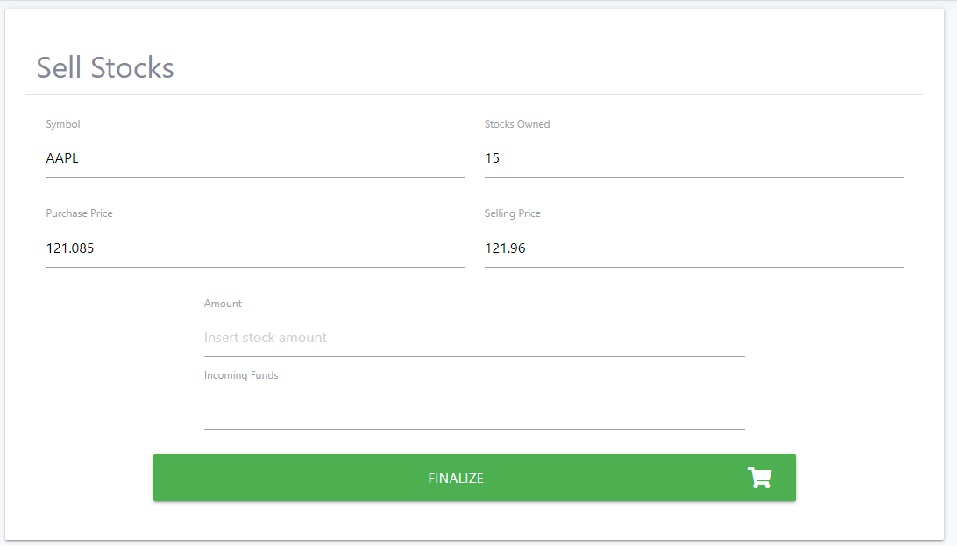 Sell Stocks
Symbol
Stocks Owned
AAPL
15
Purchase Price
Selling Price
121.085
121.96
Amount
Insert stock amount
Incoming Funds
FINALIZE